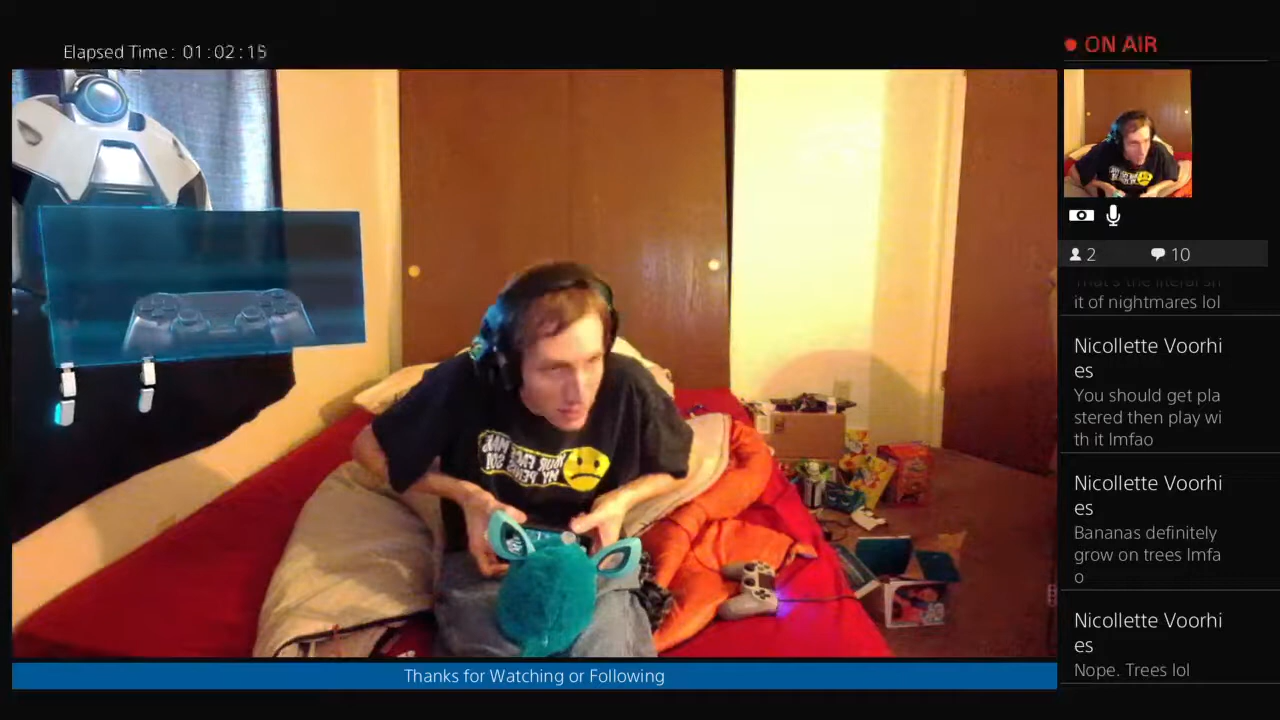 Elapsed Time: 01:02:15
ON AIR
2
10
it of nightmares lol
Nicollette Voorhi
es
You should get pla
stered then play wi
th it lmfao
Nicollette Voorhi
es
Bananas definitely
grow on trees lmfa
o
Nicollette Voorhi
es
Nope. Trees lol
Thanks for Watching or Following